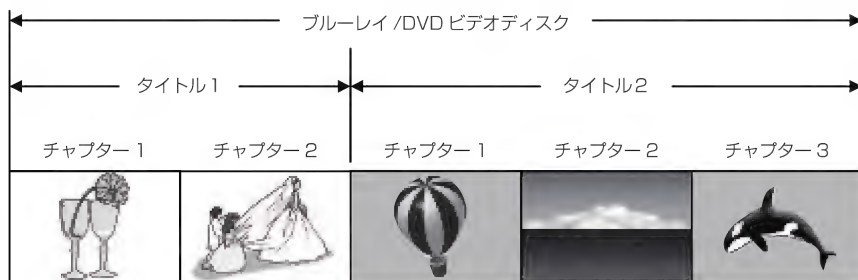 ブルーレイ /DVD ビデオディスク
タイトル1 タイトル2
チャプター 1 チャプター 2 チャプター 1 チャプター 2 チャプター 3